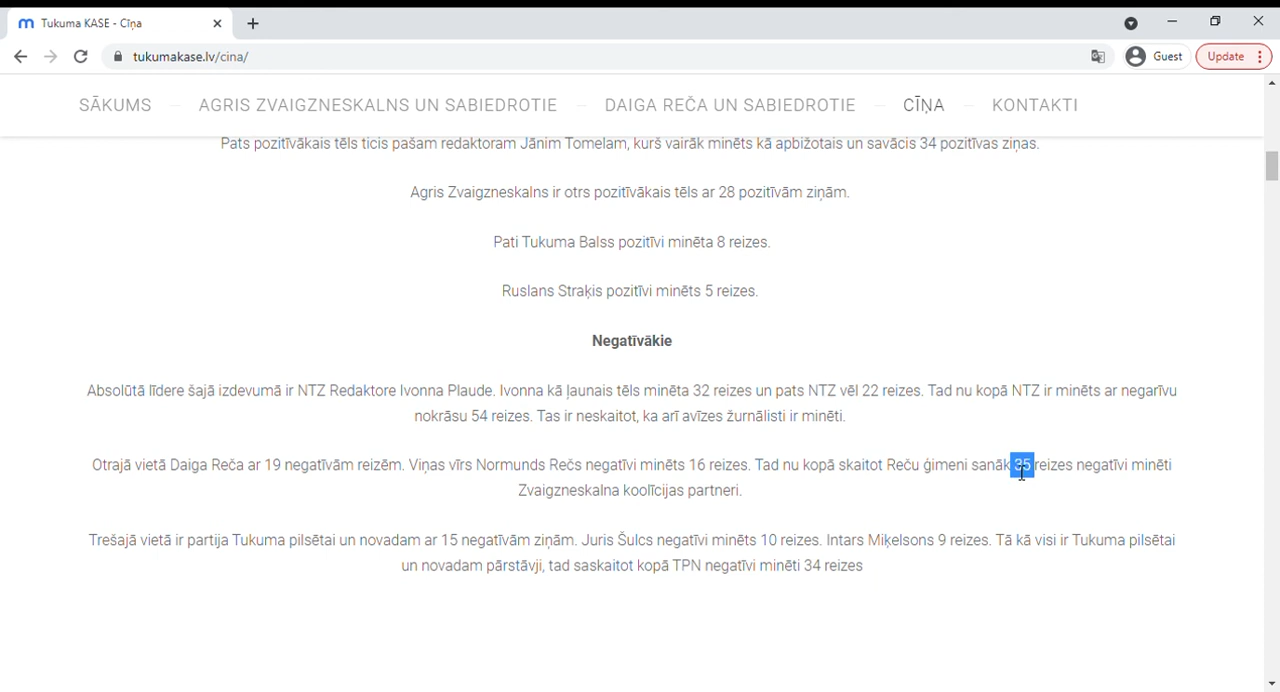 Tukuma KASE - Cīņa
tukumakase.lv/cina/
Guest
Update
SĀKUMS
AGRIS ZVAIGZNESKALNS UN SABIEDROTIE
DAIGA REČA UN SABIEDROTIE
CĪŅA
KONTAKTI
Pats pozitīvākais tēls ticis pašam redaktoram Jānim Tomelam, kurš vairāk minēts kā apbižotais un savācis 34 pozitīvas ziņas.
Agris Zvaigzneskalns ir otrs pozitīvākais tēls ar 28 pozitīvām ziņām.
Pati Tukuma Balss pozitīvi minēta 8 reizes.
Ruslans Straķis pozitīvi minēts 5 reizes.
Negatīvākie
Absolūtā līdere šajā izdevumā ir NTZ Redaktore Ivonna Plaude. Ivonna kā ļaunais tēls minēta 32 reizes un pats NTZ vēl 22 reizes. Tad nu kopā NTZ ir minēts ar negarīvu
nokrāsu 54 reizes. Tas ir neskaitot, ka arī avīzes žurnālisti ir minēti.
Otrajā vietā Daiga Reča ar 19 negatīvām reizēm. Viņas vīrs Normunds Rečs negatīvi minēts 16 reizes. Tad nu kopā skaitot Reču ģimeni sanāk 35 reizes negatīvi minēti
Zvaigzneskalna koolīcijas partneri.
Trešajā vietā ir partija Tukuma pilsētai un novadam ar 15 negatīvām ziņām. Juris Šulcs negatīvi minēts 10 reizes. Intars Miķelsons 9 reizes. Tā kā visi ir Tukuma pilsētai
un novadam pārstāvji, tad saskaitot kopā TPN negatīvi minēti 34 reizes